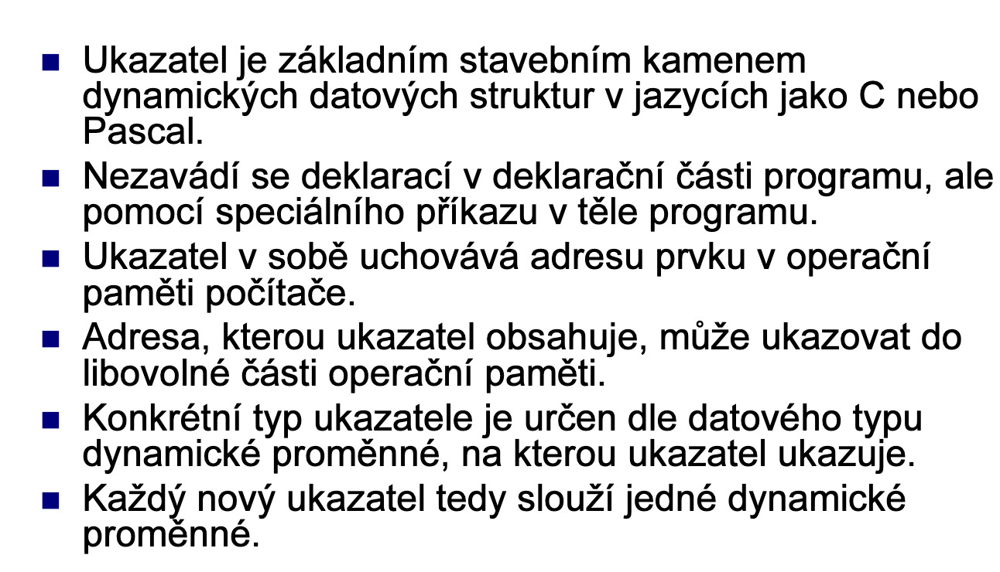 Ukazatel je základním stavebním kamenem
dynamických datových struktur v jazycích jako C nebo
Pascal.
Nezavádí se deklarací v deklarační části programu, ale
pomocí speciálního příkazu v těle programu.
Ukazatel v sobě uchovává adresu prvku v operační
paměti počítače.
Adresa, kterou ukazatel obsahuje, může ukazovat do
libovolné části operační paměti.
Konkrétní typ ukazatele je určen dle datového typu
dynamické proměnné, na kterou ukazatel ukazuje.
Každý nový ukazatel tedy slouží jedné dynamické
proměnné.